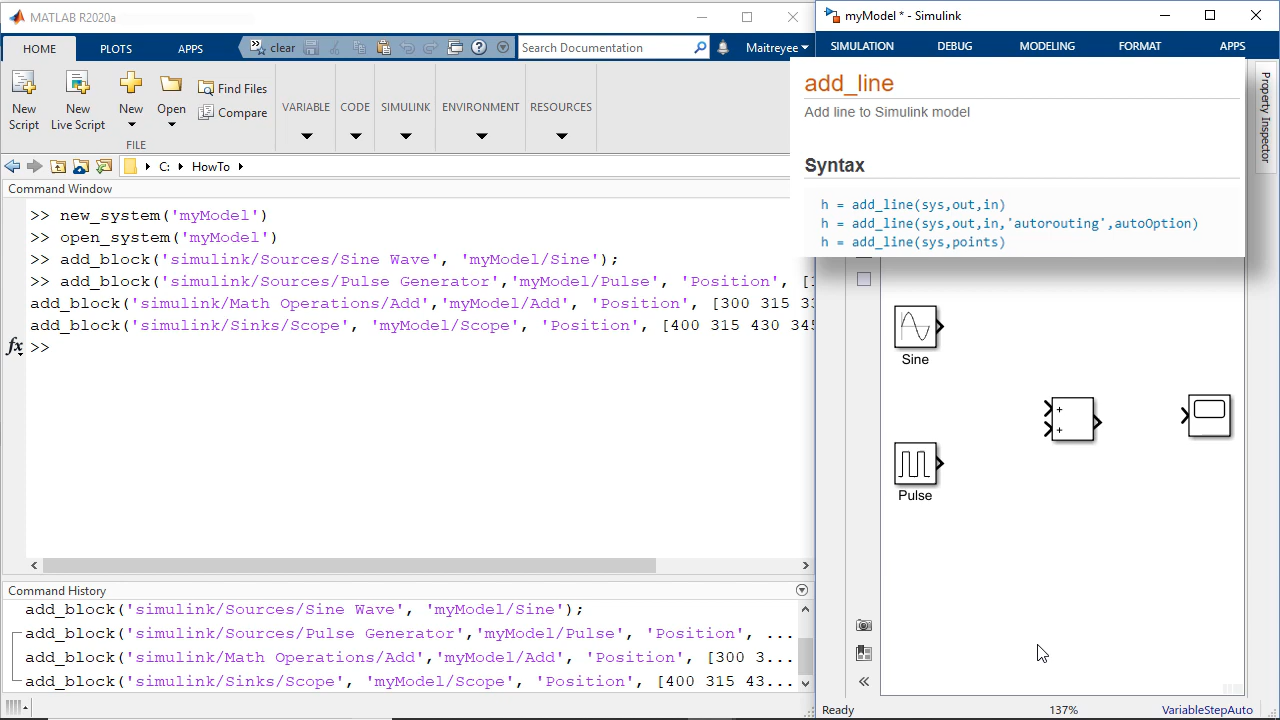 MATLAB R2020a
HOME PLOTS APPS clear Search Documentation Maitreyee
New Script
New Live Script
New
Open
Find Files
Compare
FILE
VARIABLE CODE SIMULINK ENVIRONMENT RESOURCES
C: HowTo
Command Window
>> new_system('myModel')
>> open_system('myModel')
>> add_block('simulink/Sources/Sine Wave', 'myModel/Sine');
>> add_block('simulink/Sources/Pulse Generator','myModel/Pulse', 'Position', [
add_block('simulink/Math Operations/Add','myModel/Add', 'Position', [300 315 3
add_block('simulink/Sinks/Scope', 'myModel/Scope', 'Position', [400 315 430 345
fx >>
Command History
add_block('simulink/Sources/Sine Wave', 'myModel/Sine');
add_block('simulink/Sources/Pulse Generator','myModel/Pulse', 'Position', ...
add_block('simulink/Math Operations/Add','myModel/Add', 'Position', [300 3...
add_block('simulink/Sinks/Scope', 'myModel/Scope', 'Position', [400 315 43...
myModel * - Simulink
SIMULATION DEBUG MODELING FORMAT APPS
Property Inspector
add_line
Add line to Simulink model
Syntax
h = add_line(sys,out,in)
h = add_line(sys,out,in,'autorouting',autoOption)
h = add_line(sys,points)
Sine
+
+
Pulse
Ready 137% VariableStepAuto